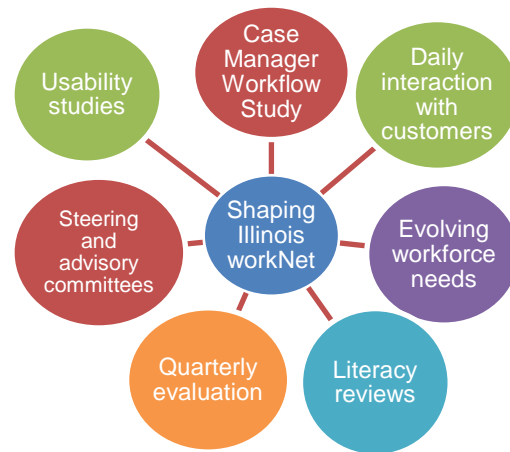 Case
Manager
Workflow
Study
Daily
interaction
with
customers
Evolving
workforce
needs
Literacy
reviews
Quarterly
evaluation
Steering
and
advisory
committees
Usability
studies
Shaping
Illinois
workNet